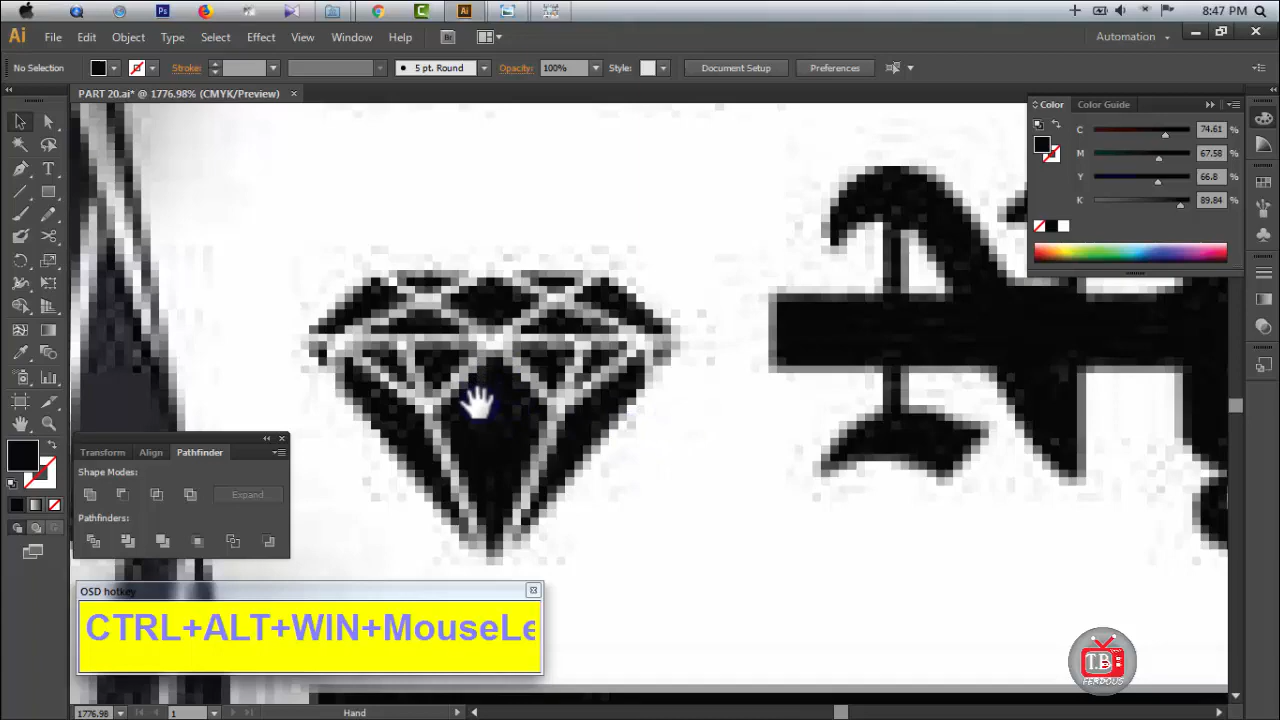 8:47 PM
Ai File Edit Object Type Select Effect View Window Help Br Automation
No Selection Stroke: 5 pt. Round Opacity: 100% Style: Document Setup Preferences
PART 20.ai* @ 1776.98% (CMYK/Preview)
Color Color Guide
C 74.61 %
M 67.58 %
Y 66.8 %
K 89.84 %
Transform Align Pathfinder
Shape Modes:
Expand
Pathfinders:
OSD hotkey
CTRL+ALT+WIN+MouseLe
T.B
FERDOUS
1776.98 1 Hand